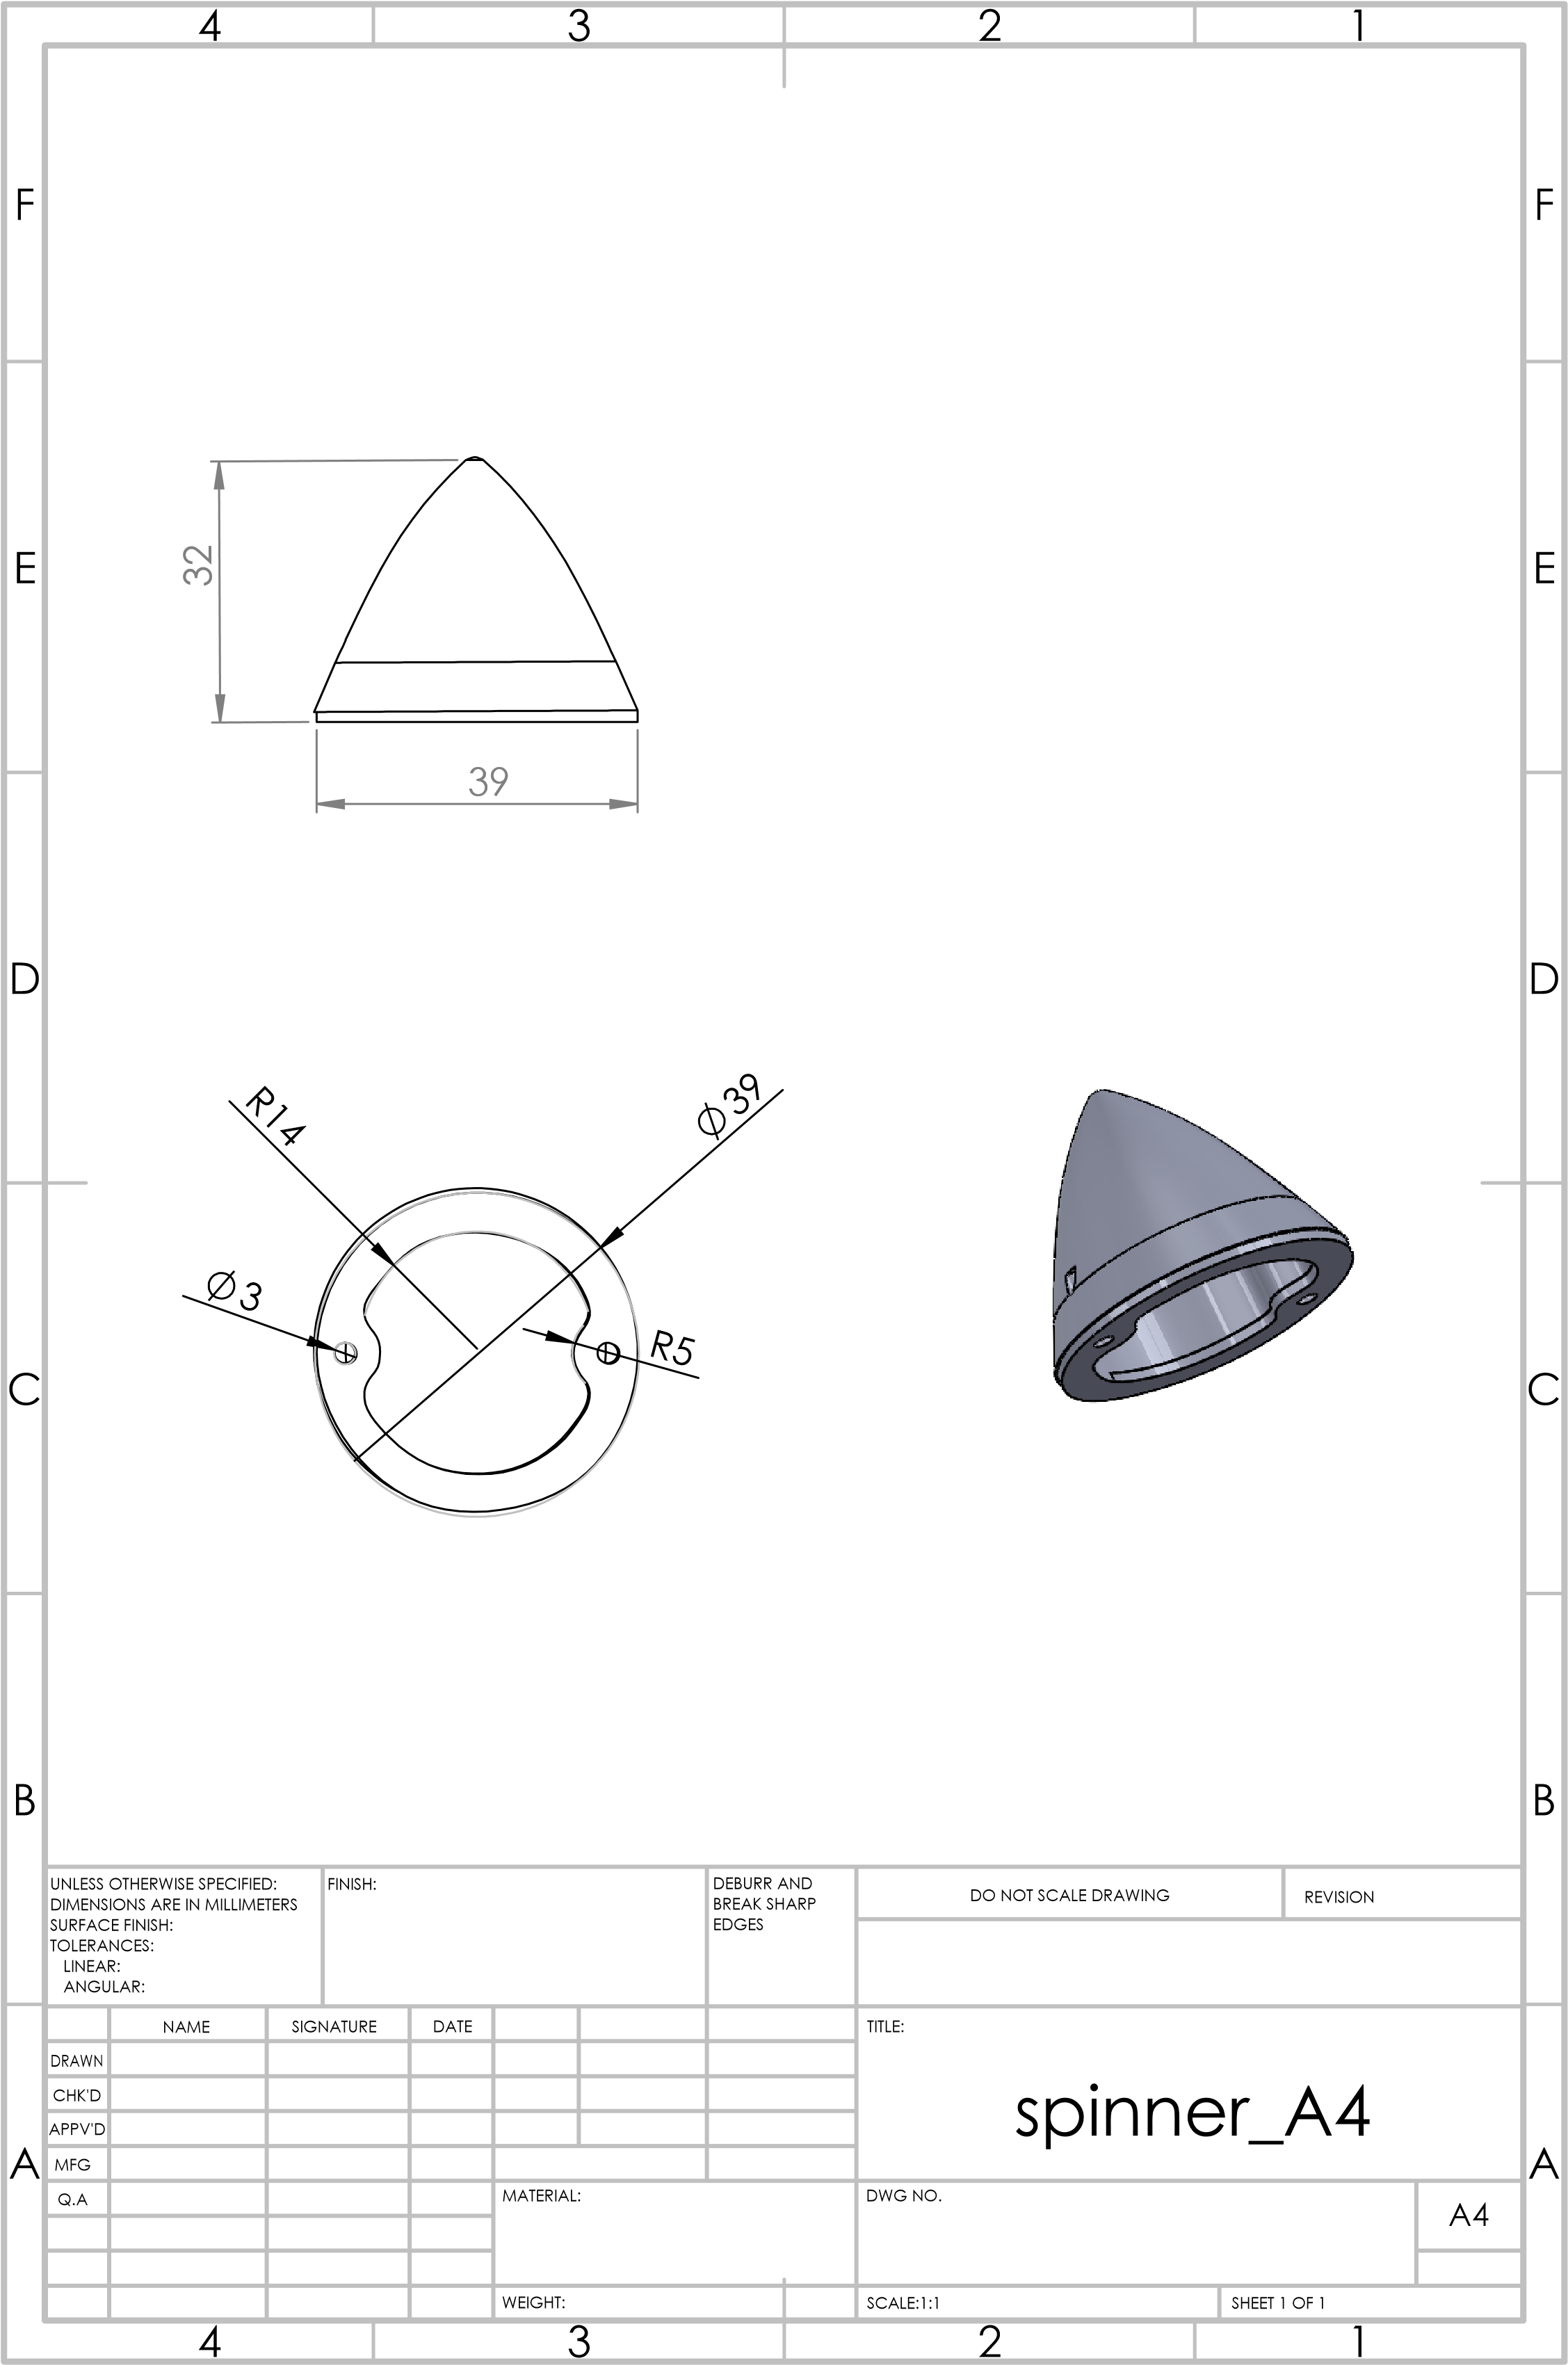 4 3 2 1
F F
32
E E
39
D D
R14
⌀39
⌀3
R5
C C
B B
UNLESS OTHERWISE SPECIFIED:
DIMENSIONS ARE IN MILLIMETERS
SURFACE FINISH:
TOLERANCES:
LINEAR:
ANGULAR:
FINISH:
DEBURR AND
BREAK SHARP
EDGES
DO NOT SCALE DRAWING
REVISION
NAME SIGNATURE DATE
DRAWN
CHK'D
APPV'D
MFG
Q.A
TITLE:
spinner_A4
A A
MATERIAL:
DWG NO.
A4
WEIGHT:
SCALE:1:1
SHEET 1 OF 1
4 3 2 1